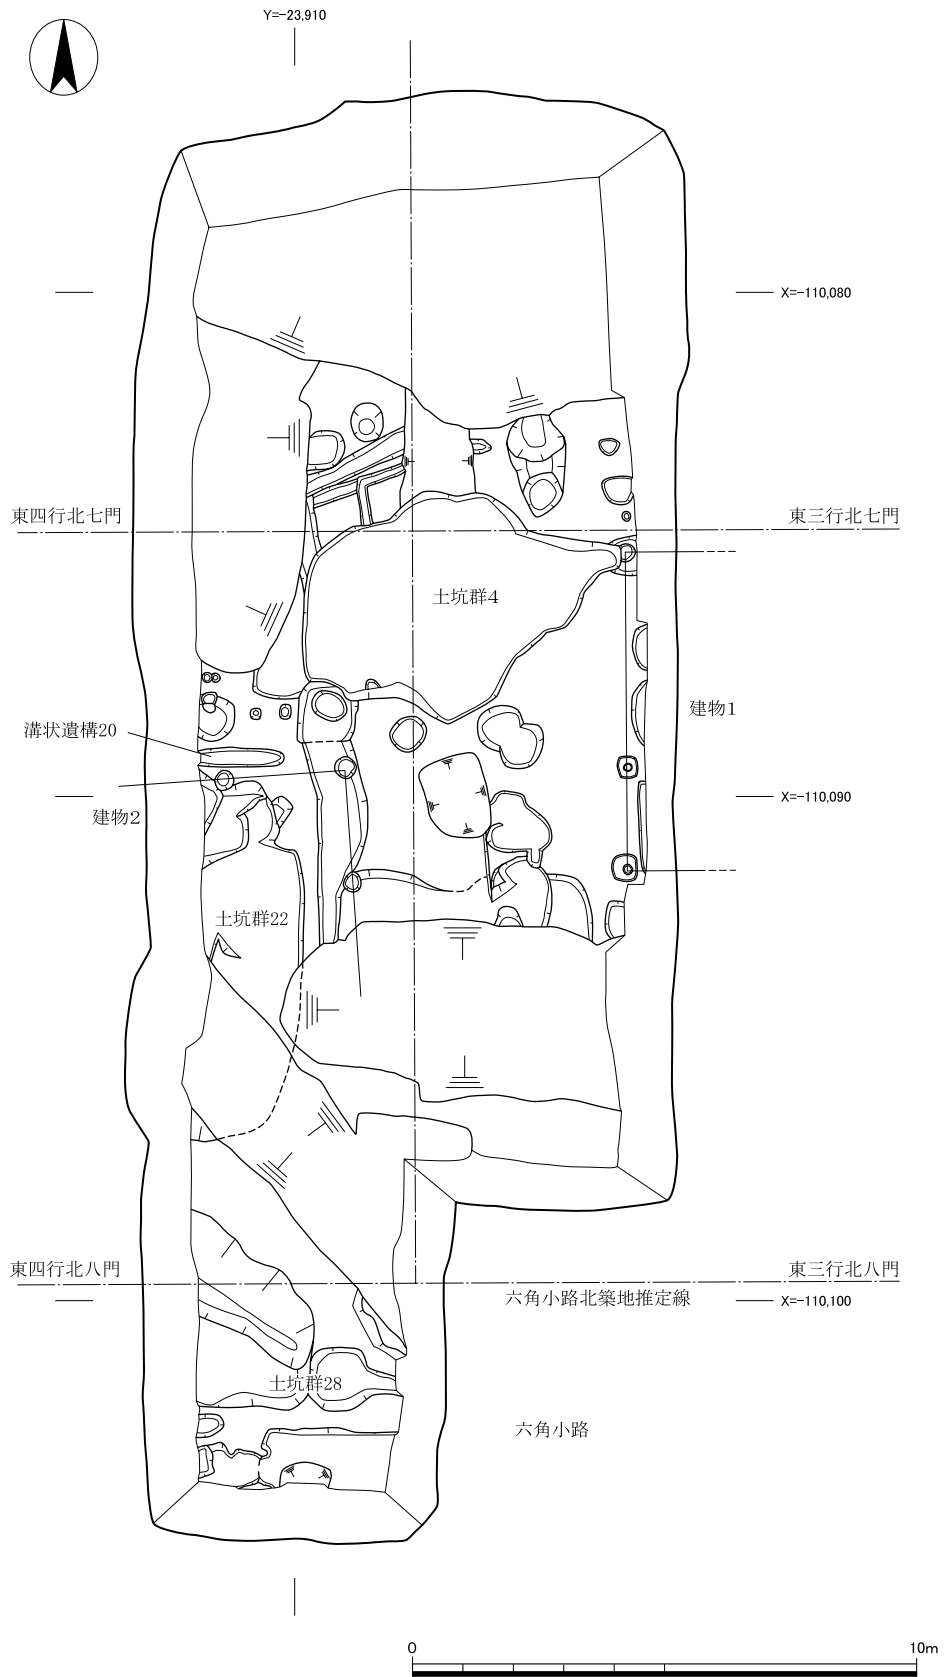 Y=-23,910
X=-110,080
東四行北七門
東三行北七門
土坑群4
建物1
溝状遺構20
X=-110,090
建物2
土坑群22
東四行北八門
東三行北八門
六角小路北築地推定線
X=-110,100
土坑群28
六角小路
0
10m